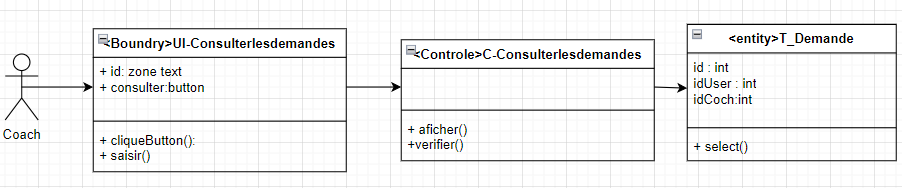 Coach
<Boundry>UI-Consulterlesdemandes
+ id: zone text
+ consulter:button
+ cliqueButton():
+ saisir()
<Controle>C-Consulterlesdemandes
+ aficher()
+verifier()
<entity>T_Demande
id : int
idUser : int
idCoch:int
+ select()